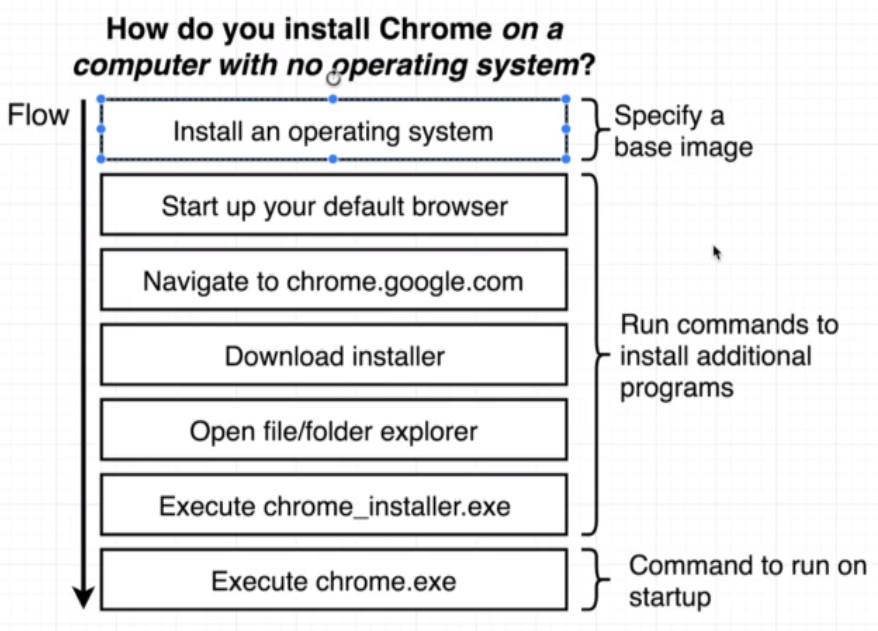 How do you install Chrome on a
computer with no operating system?
Flow
Install an operating system
Specify a
base image
Start up your default browser
Navigate to chrome.google.com
Download installer
Open file/folder explorer
Execute chrome_installer.exe
Run commands to
install additional
programs
Execute chrome.exe
Command to run on
startup